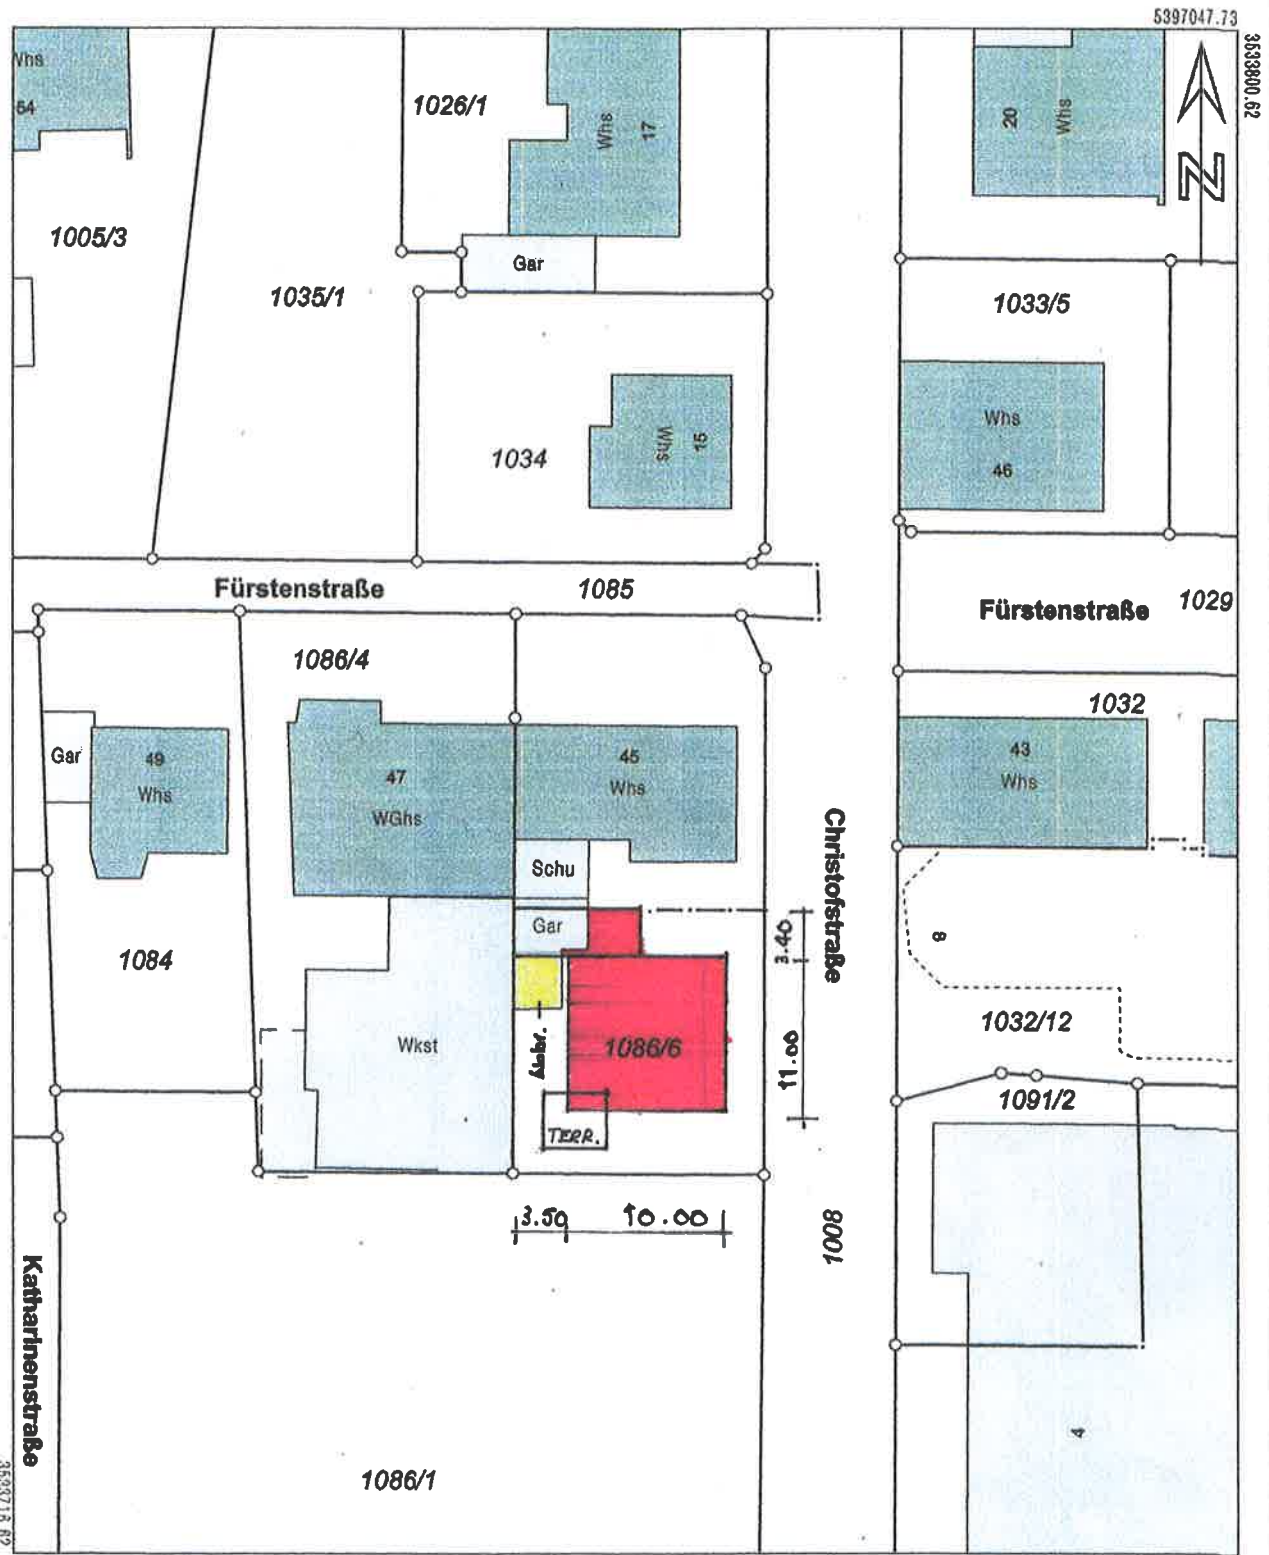 5397047.73
3533800.62
Whs
54
1026/1
Whs
17
20
Whs
N
1005/3
Gar
1035/1
1033/5
Whs
15
Whs
46
1034
Fürstenstraße
1085
Fürstenstraße
1029
1086/4
1032
Gar
49
Whs
47
WGhs
45
Whs
43
Whs
Schu
Gar
Christofstraße
3.40
8
1084
Wkst
Abbr.
1086/6
11.00
1032/12
1091/2
TERR.
3.50
10.00
1008
Katharinenstraße
4
1086/1
3533716.62